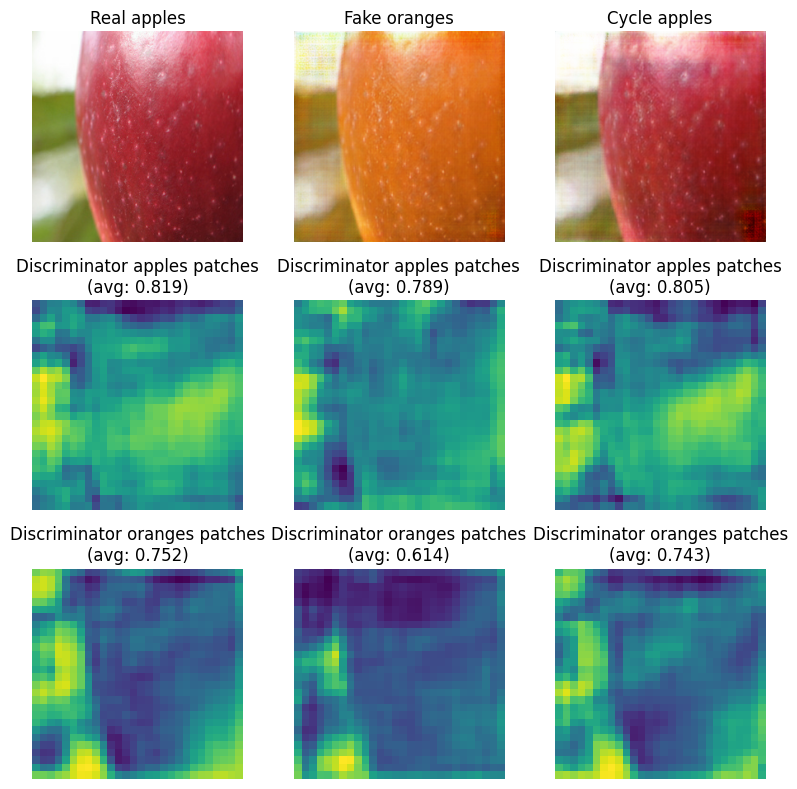 Real apples
Fake oranges
Cycle apples
Discriminator apples patches
(avg: 0.819)
Discriminator apples patches
(avg: 0.789)
Discriminator apples patches
(avg: 0.805)
Discriminator oranges patches
(avg: 0.752)
Discriminator oranges patches
(avg: 0.614)
Discriminator oranges patches
(avg: 0.743)